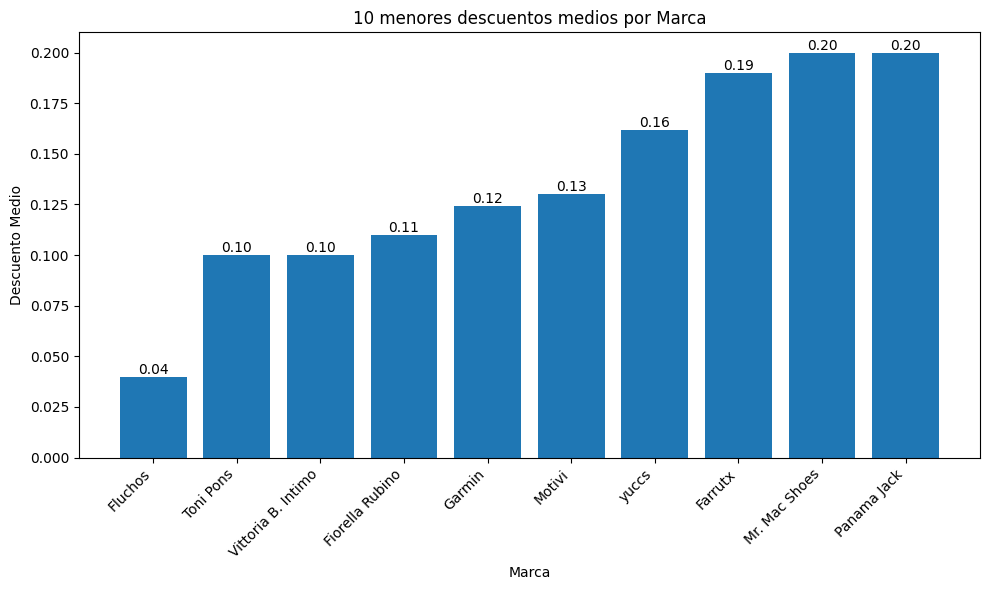 10 menores descuentos medios por Marca
Descuento Medio
0.200
0.175
0.150
0.125
0.100
0.075
0.050
0.025
0.000
0.04
0.10
0.10
0.11
0.12
0.13
0.16
0.19
0.20
0.20
Fluchos
Toni Pons
Vittoria B. Intimo
Fiorella Rubino
Garmin
Motivi
yuccs
Farrutx
Mr. Mac Shoes
Panama Jack
Marca